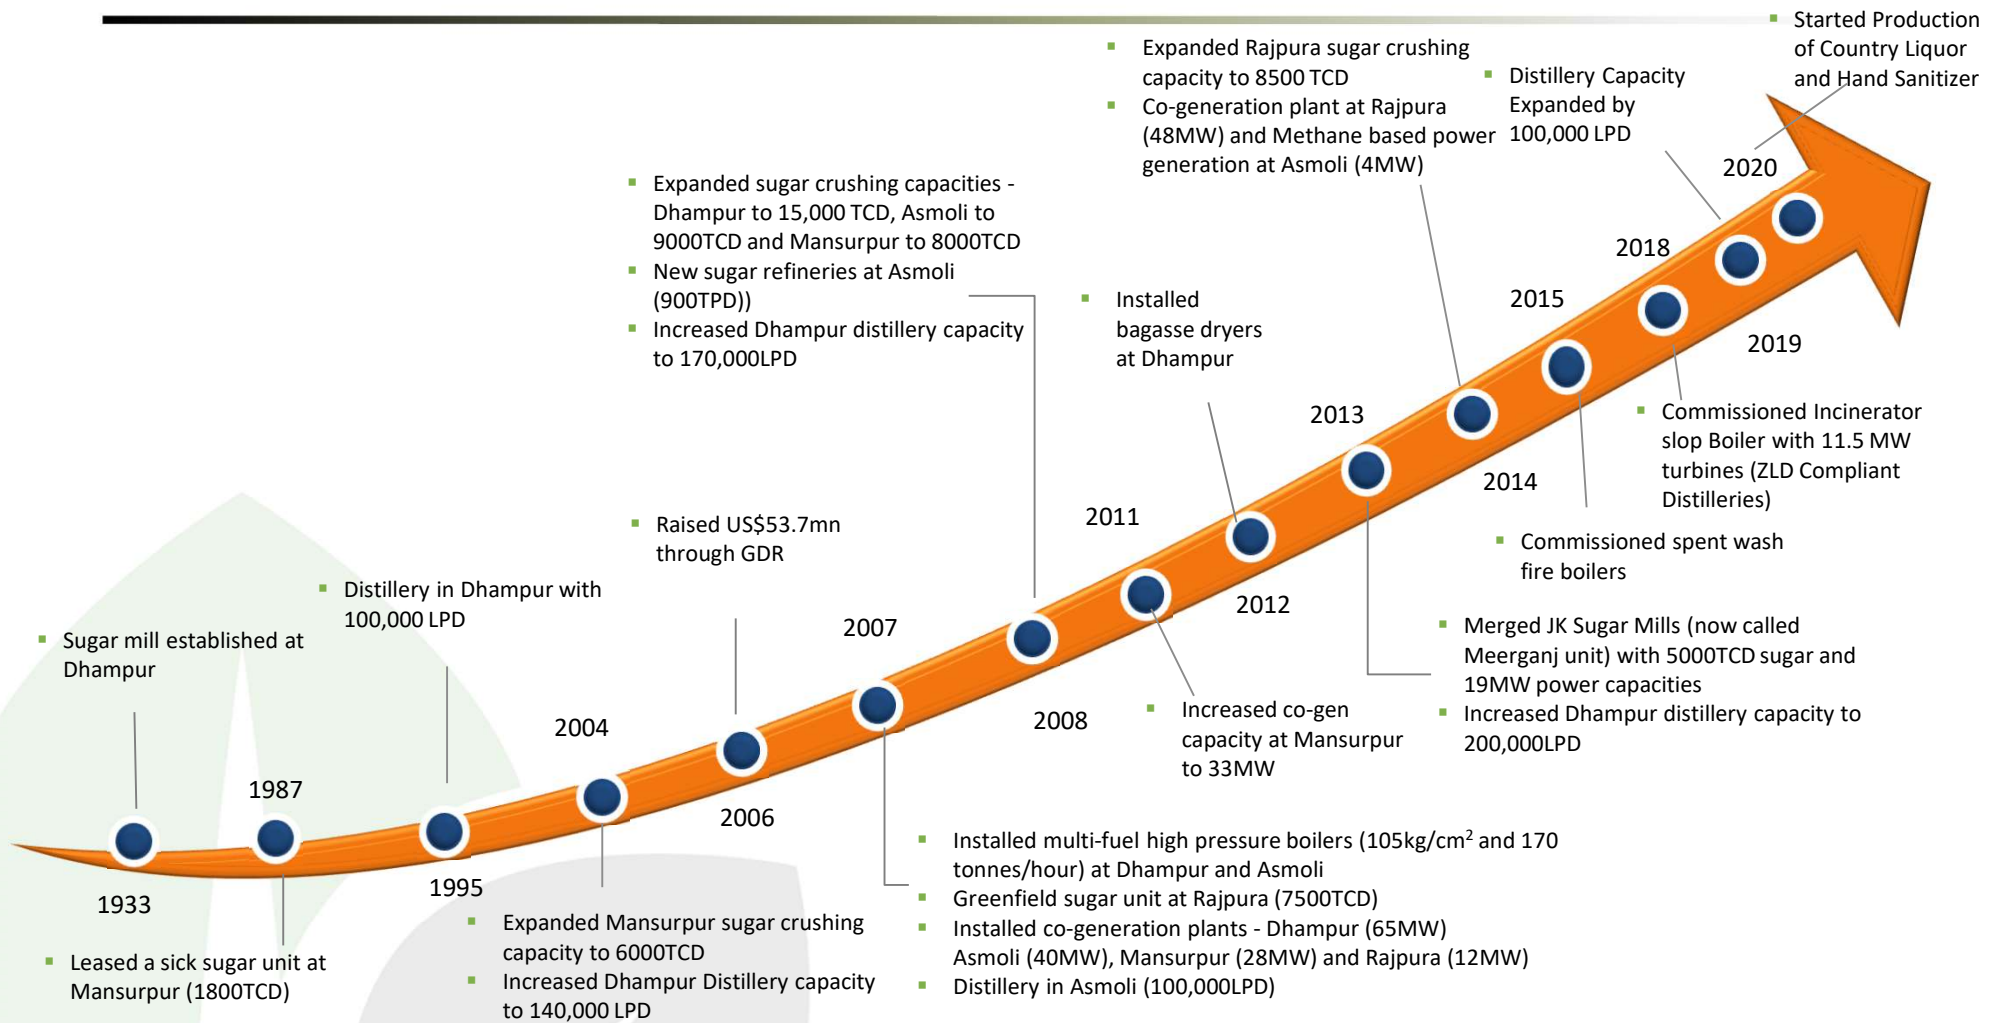 Started Production
of Country Liquor
and Hand Sanitizer
Expanded Rajpura sugar crushing
capacity to 8500 TCD
Co-generation plant at Rajpura
(48MW) and Methane based power
generation at Asmoli (4MW)
Distillery Capacity
Expanded by
100,000 LPD
2020
Expanded sugar crushing capacities -
Dhampur to 15,000 TCD, Asmoli to
9000TCD and Mansurpur to 8000TCD
New sugar refineries at Asmoli
(900TPD))
Increased Dhampur distillery capacity
to 170,000LPD
2018
2015
Installed
bagasse dryers
at Dhampur
2019
2013
Commissioned Incinerator
slop Boiler with 11.5 MW
turbines (ZLD Compliant
Distilleries)
2014
2011
Raised US$53.7mn
through GDR
Commissioned spent wash
fire boilers
Distillery in Dhampur with
100,000 LPD
2012
2007
Sugar mill established at
Dhampur
Merged JK Sugar Mills (now called
Meerganj unit) with 5000TCD sugar and
19MW power capacities
Increased Dhampur distillery capacity to
200,000LPD
2004
2008
Increased co-gen
capacity at Mansurpur
to 33MW
1987
2006
Installed multi-fuel high pressure boilers (105kg/cm² and 170
tonnes/hour) at Dhampur and Asmoli
Greenfield sugar unit at Rajpura (7500TCD)
Installed co-generation plants - Dhampur (65MW)
Asmoli (40MW), Mansurpur (28MW) and Rajpura (12MW)
Distillery in Asmoli (100,000LPD)
1995
1933
Expanded Mansurpur sugar crushing
capacity to 6000TCD
Increased Dhampur Distillery capacity
to 140,000 LPD
Leased a sick sugar unit at
Mansurpur (1800TCD)